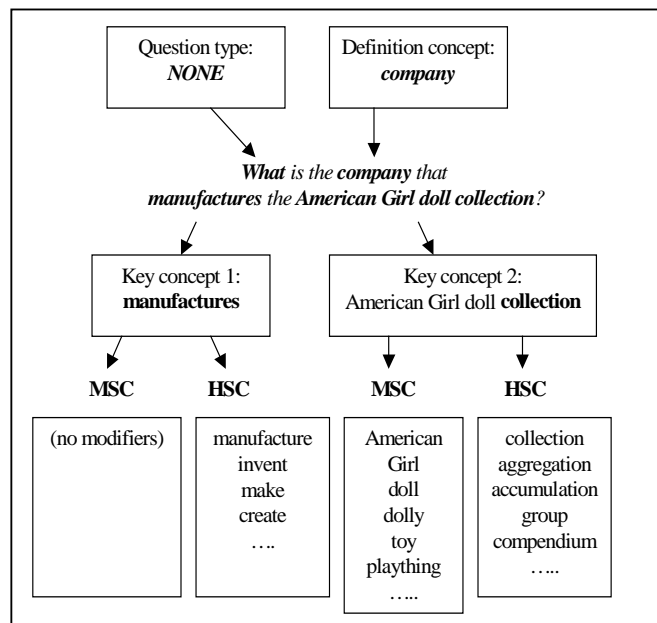 Question type:
NONE
Definition concept:
company
What is the company that
manufactures the American Girl doll collection?
Key concept 1:
manufactures
Key concept 2:
American Girl doll collection
MSC
HSC
MSC
HSC
(no modifiers)
manufacture
invent
make
create
….
American
Girl
doll
dolly
toy
plaything
…..
collection
aggregation
accumulation
group
compendium
…..